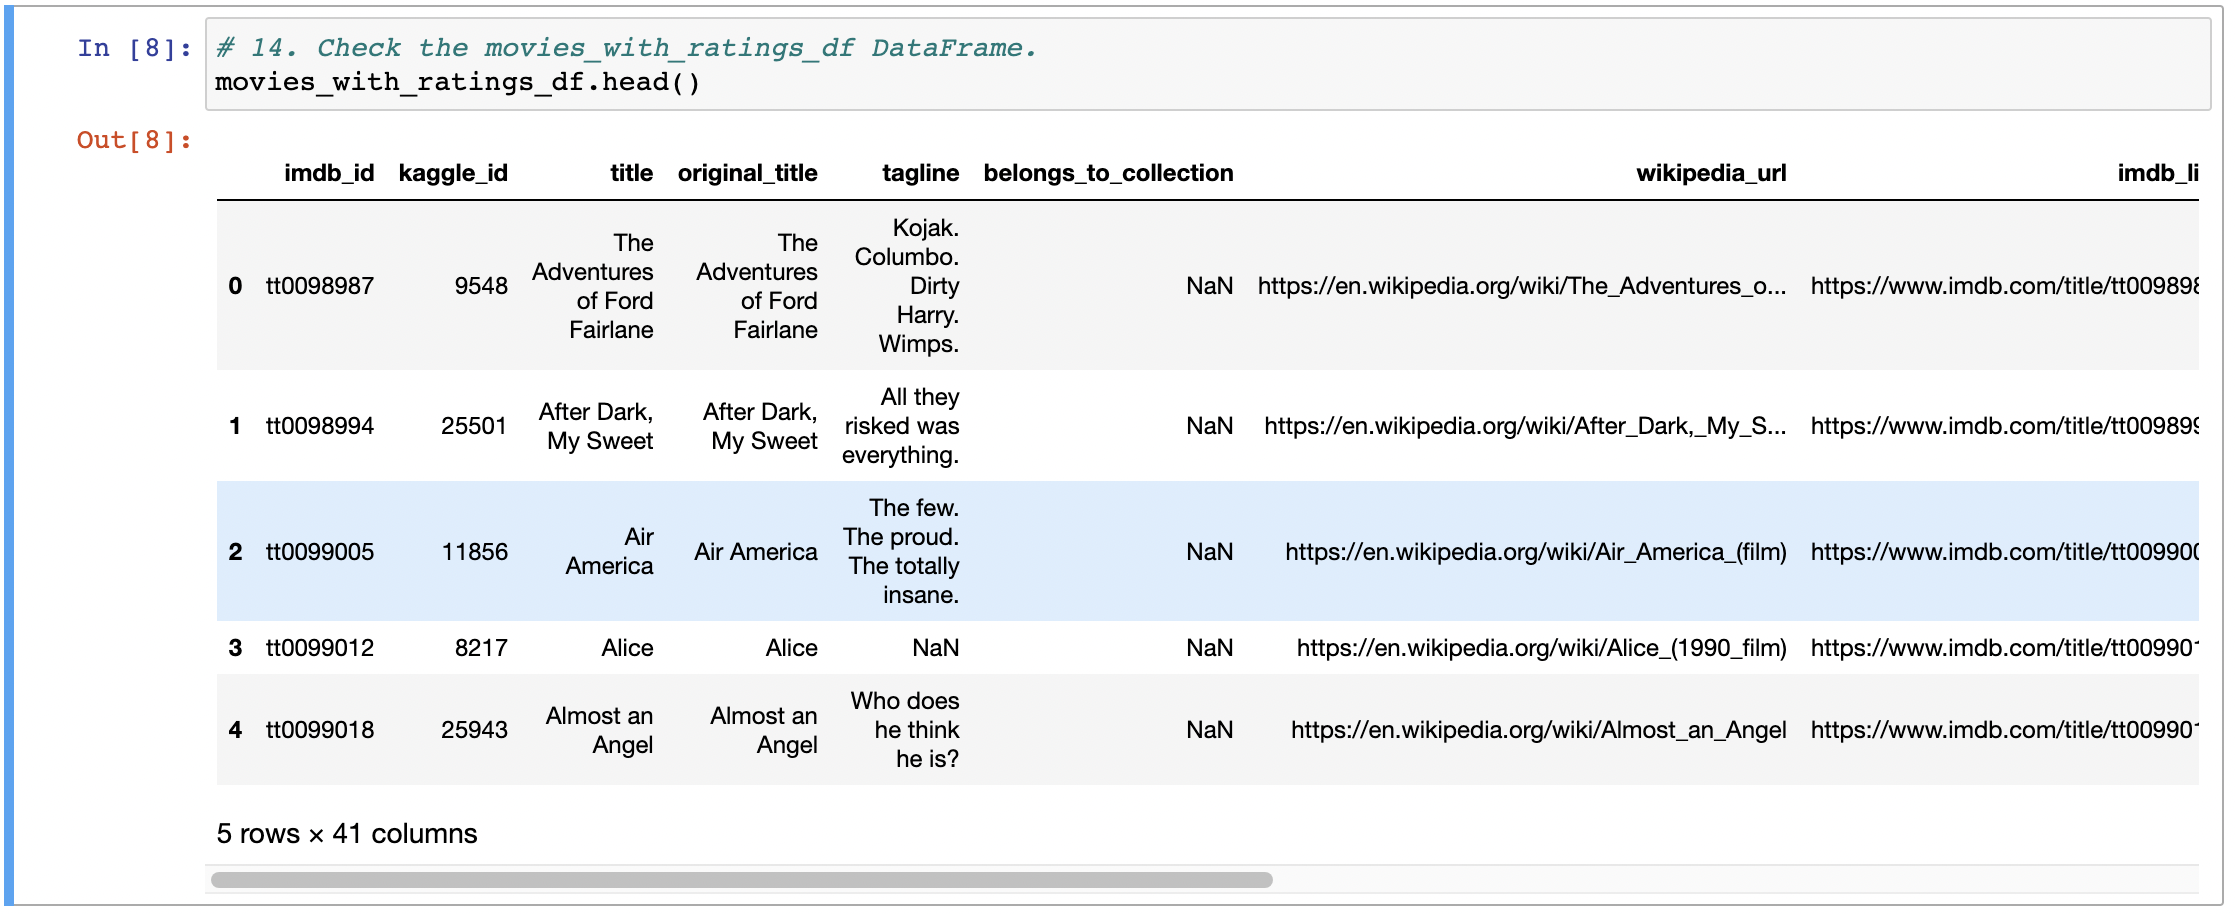 In [8]: # 14. Check the movies_with_ratings_df DataFrame.
movies_with_ratings_df.head()
Out[8]:
imdb_id kaggle_id title original_title tagline belongs_to_collection wikipedia_url imdb_li
0 tt0098987 9548 The Adventures of Ford Fairlane The Adventures of Ford Fairlane Kojak. Columbo. Dirty Harry. Wimps. NaN https://en.wikipedia.org/wiki/The_Adventures_o... https://www.imdb.com/title/tt009898
1 tt0098994 25501 After Dark, My Sweet After Dark, My Sweet All they risked was everything. NaN https://en.wikipedia.org/wiki/After_Dark,_My_S... https://www.imdb.com/title/tt009899
2 tt0099005 11856 Air America Air America The few. The proud. The totally insane. NaN https://en.wikipedia.org/wiki/Air_America_(film) https://www.imdb.com/title/tt009900
3 tt0099012 8217 Alice Alice NaN NaN https://en.wikipedia.org/wiki/Alice_(1990_film) https://www.imdb.com/title/tt009901
4 tt0099018 25943 Almost an Angel Almost an Angel Who does he think he is? NaN https://en.wikipedia.org/wiki/Almost_an_Angel https://www.imdb.com/title/tt009901
5 rows × 41 columns